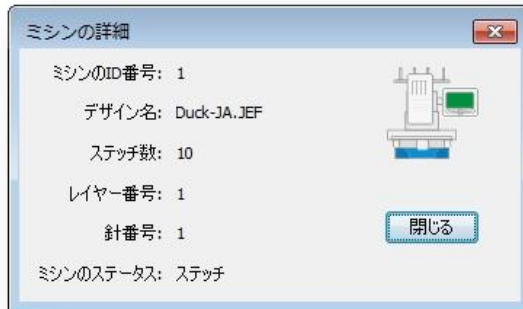 ミシンの詳細
ミシンのID番号: 1
デザイン名: Duck-JA.JEF
ステッチ数: 10
レイヤー番号: 1
針番号: 1
閉じる
ミシンのステータス: ステッチ